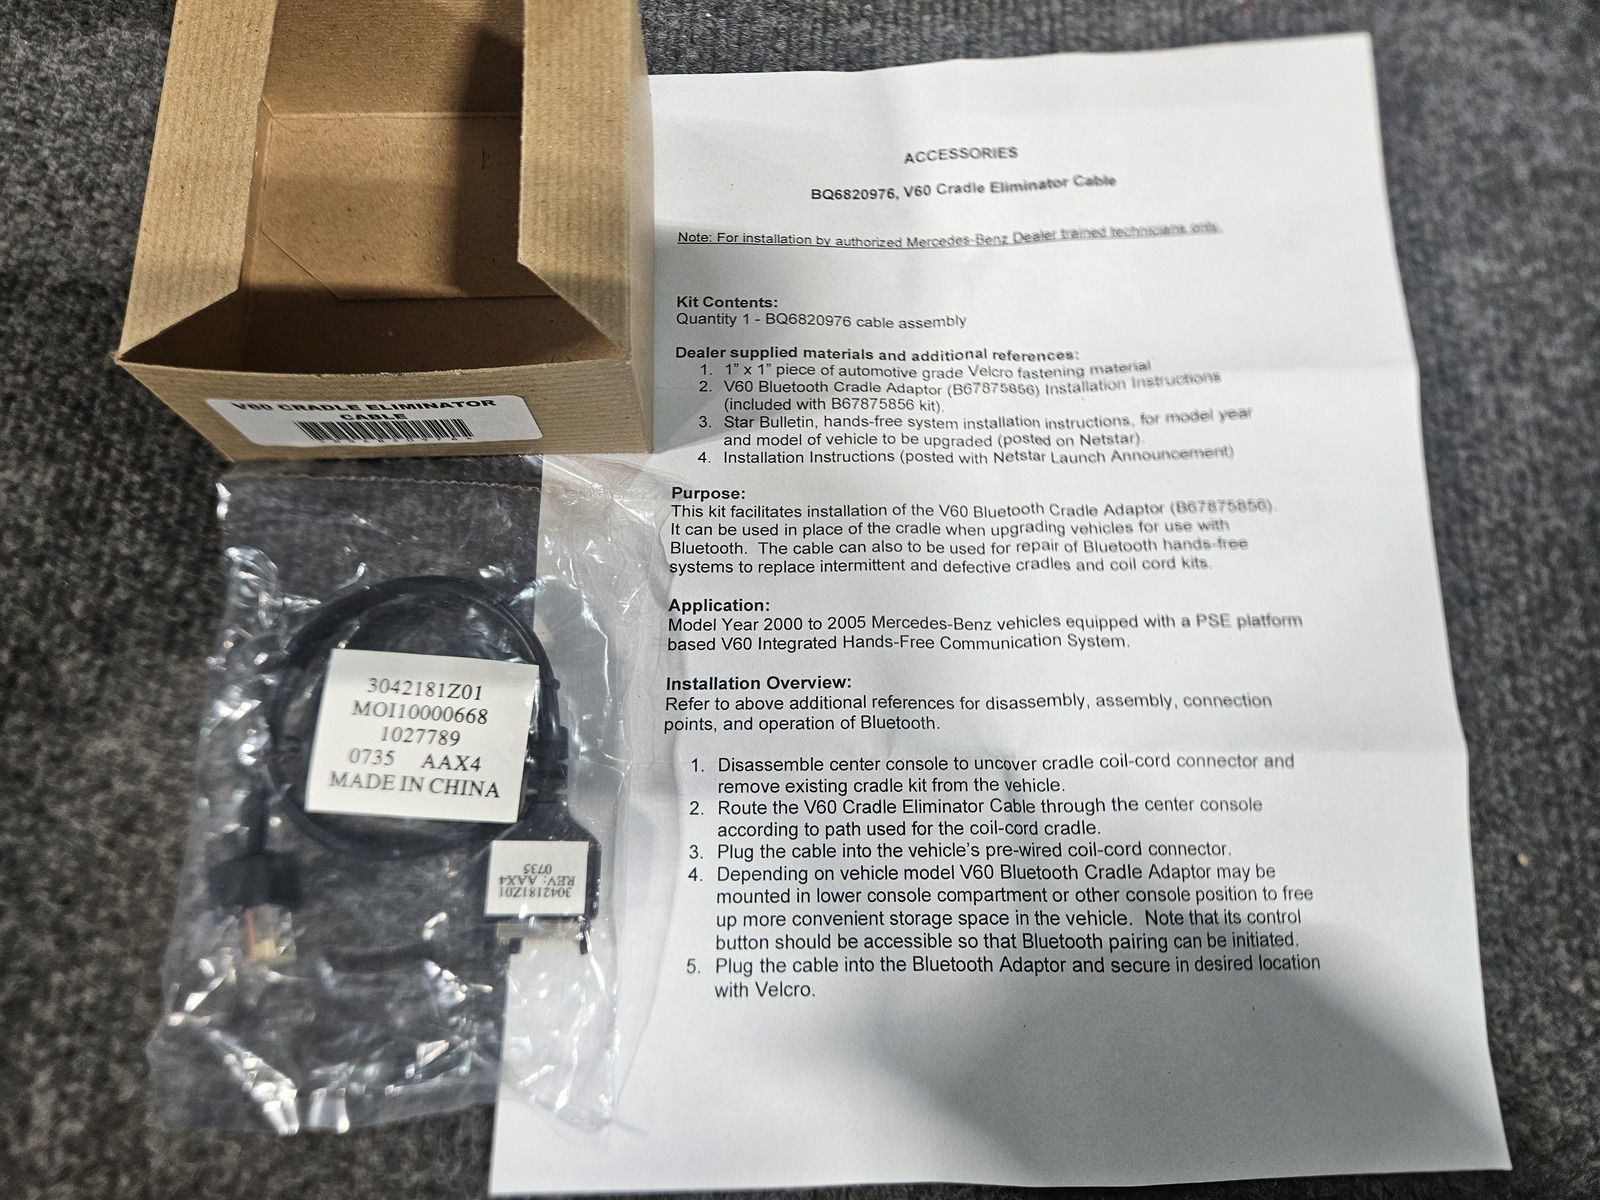 ACCESSORIES
BQ6820976, V60 Cradle Eliminator Cable
Note: For installation by authorized Mercedes-Benz Dealer trained technicians only.
Kit Contents:
Quantity 1 - BQ6820976 cable assembly
Dealer supplied materials and additional references:
1. 1" x 1" piece of automotive grade Velcro fastening material
2. V60 Bluetooth Cradle Adaptor (B67875856) Installation Instructions
(included with B67875856 kit).
3. Star Bulletin, hands-free system installation instructions, for model year
and model of vehicle to be upgraded (posted on Netstar).
4. Installation Instructions (posted with Netstar Launch Announcement)
Purpose:
This kit facilitates installation of the V60 Bluetooth Cradle Adaptor (B67875856).
It can be used in place of the cradle when upgrading vehicles for use with
Bluetooth. The cable can also to be used for repair of Bluetooth hands-free
systems to replace intermittent and defective cradles and coil cord kits.
Application:
Model Year 2000 to 2005 Mercedes-Benz vehicles equipped with a PSE platform
based V60 Integrated Hands-Free Communication System.
Installation Overview:
Refer to above additional references for disassembly, assembly, connection
points, and operation of Bluetooth.
1. Disassemble center console to uncover cradle coil-cord connector and
remove existing cradle kit from the vehicle.
2. Route the V60 Cradle Eliminator Cable through the center console
according to path used for the coil-cord cradle.
3. Plug the cable into the vehicle's pre-wired coil-cord connector.
4. Depending on vehicle model V60 Bluetooth Cradle Adaptor may be
mounted in lower console compartment or other console position to free
up more convenient storage space in the vehicle. Note that its control
button should be accessible so that Bluetooth pairing can be initiated.
5. Plug the cable into the Bluetooth Adaptor and secure in desired location
with Velcro.
V60 CRADLE ELIMINATOR
CABLE
3042181Z01
MOI10000668
1027789
0735 AAX4
MADE IN CHINA
3042181Z01
REV: AAX4
0735